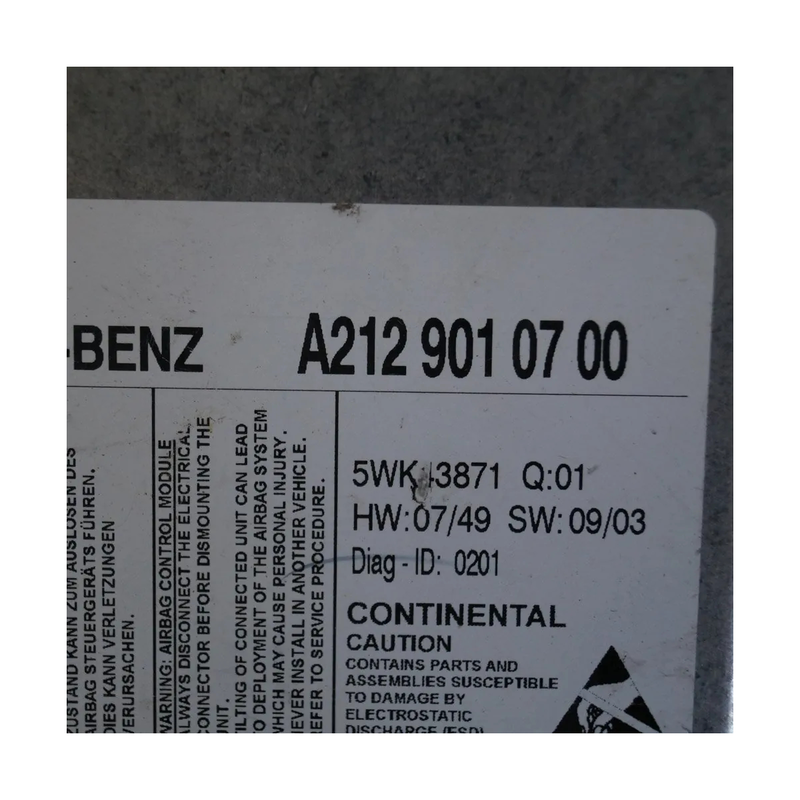 -BENZ A212 901 07 00
ZUSTAND KANN ZUM AUSLÖSEN DES
AIRBAG STEUERGERÄTS FÜHREN.
DIES KANN VERLETZUNGEN
VERURSACHEN.
WARNING: AIRBAG CONTROL MODULE
ALWAYS DISCONNECT THE ELECTRICAL
CONNECTOR BEFORE DISMOUNTING THE
UNIT.
TILTING OF CONNECTED UNIT CAN LEAD
TO DEPLOYMENT OF THE AIRBAG SYSTEM
WHICH MAY CAUSE PERSONAL INJURY.
NEVER INSTALL IN ANOTHER VEHICLE.
REFER TO SERVICE PROCEDURE.
5WK43871 Q:01
HW:07/49 SW:09/03
Diag - ID: 0201
CONTINENTAL
CAUTION
CONTAINS PARTS AND
ASSEMBLIES SUSCEPTIBLE
TO DAMAGE BY
ELECTROSTATIC
DISCHARGE (ESD)